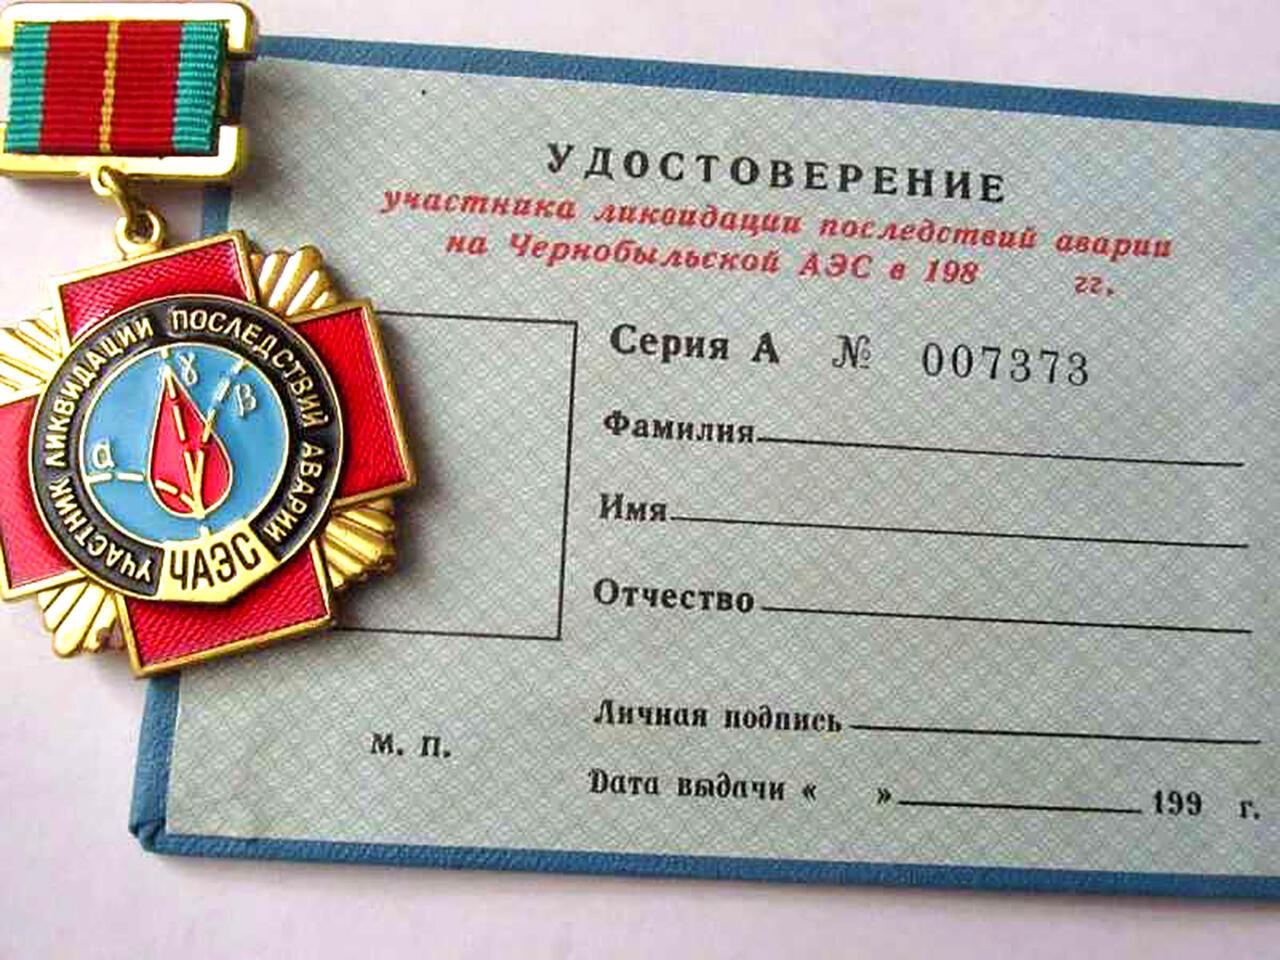 УДОСТОВЕРЕНИЕ
участника ликвидации последствий аварии
на Чернобыльской АЭС в 198 гг.
Серия А № 007373
Фамилия
Имя
Отчество
Личная подпись
М. П.
Дата выдачи « » 199 г.
УЧАСТНИК ЛИКВИДАЦИИ ПОСЛЕДСТВИЙ АВАРИИ
ЧАЭС
α
γ
β